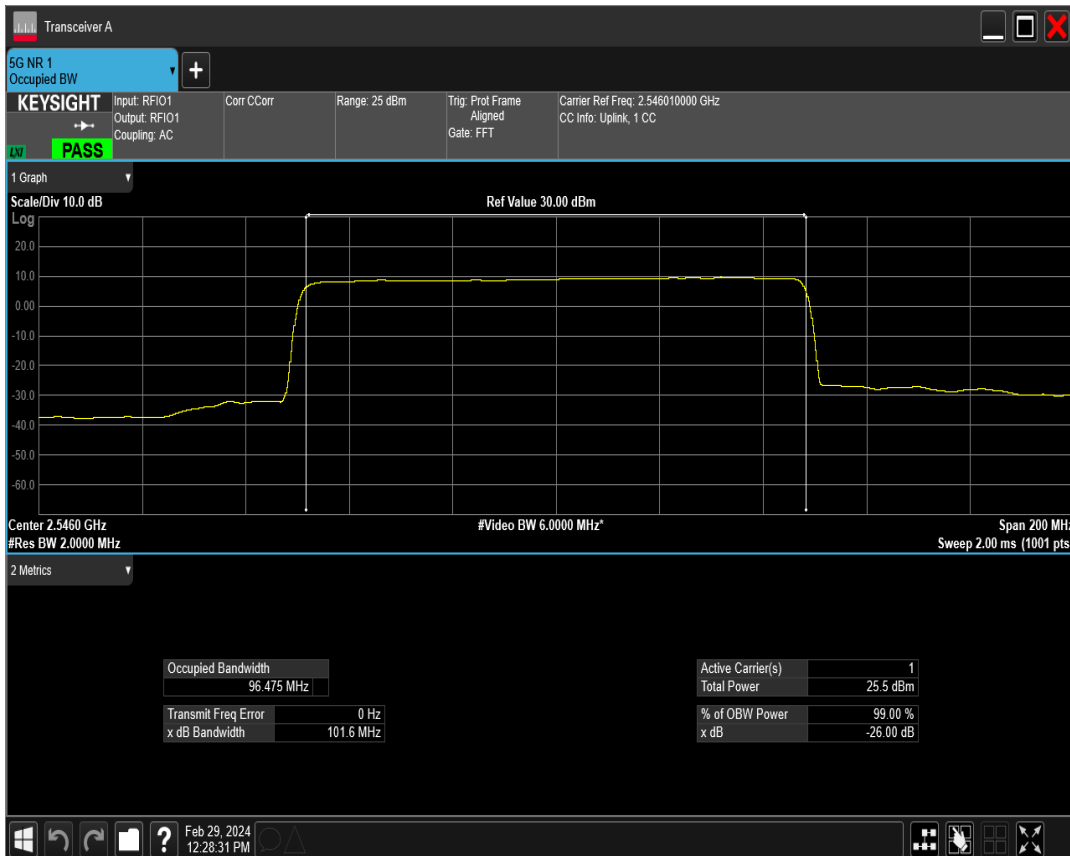 Transceiver A
5G NR 1
Occupied BW
KEYSIGHT
LXI
PASS
Input: RFIO1
Output: RFIO1
Coupling: AC
Corr CCorr
Range: 25 dBm
Trig: Prot Frame
Aligned
Gate: FFT
Carrier Ref Freq: 2.546010000 GHz
CC Info: Uplink, 1 CC
1 Graph
Scale/Div 10.0 dB
Ref Value 30.00 dBm
Log
20.0
10.0
0.00
-10.0
-20.0
-30.0
-40.0
-50.0
-60.0
Center 2.5460 GHz
#Video BW 6.0000 MHz*
Span 200 MHz
#Res BW 2.0000 MHz
Sweep 2.00 ms (1001 pts
2 Metrics
Occupied Bandwidth
96.475 MHz
Transmit Freq Error 0 Hz
x dB Bandwidth 101.6 MHz
Active Carrier(s) 1
Total Power 25.5 dBm
% of OBW Power 99.00 %
x dB -26.00 dB
?
Feb 29, 2024
12:28:31 PM